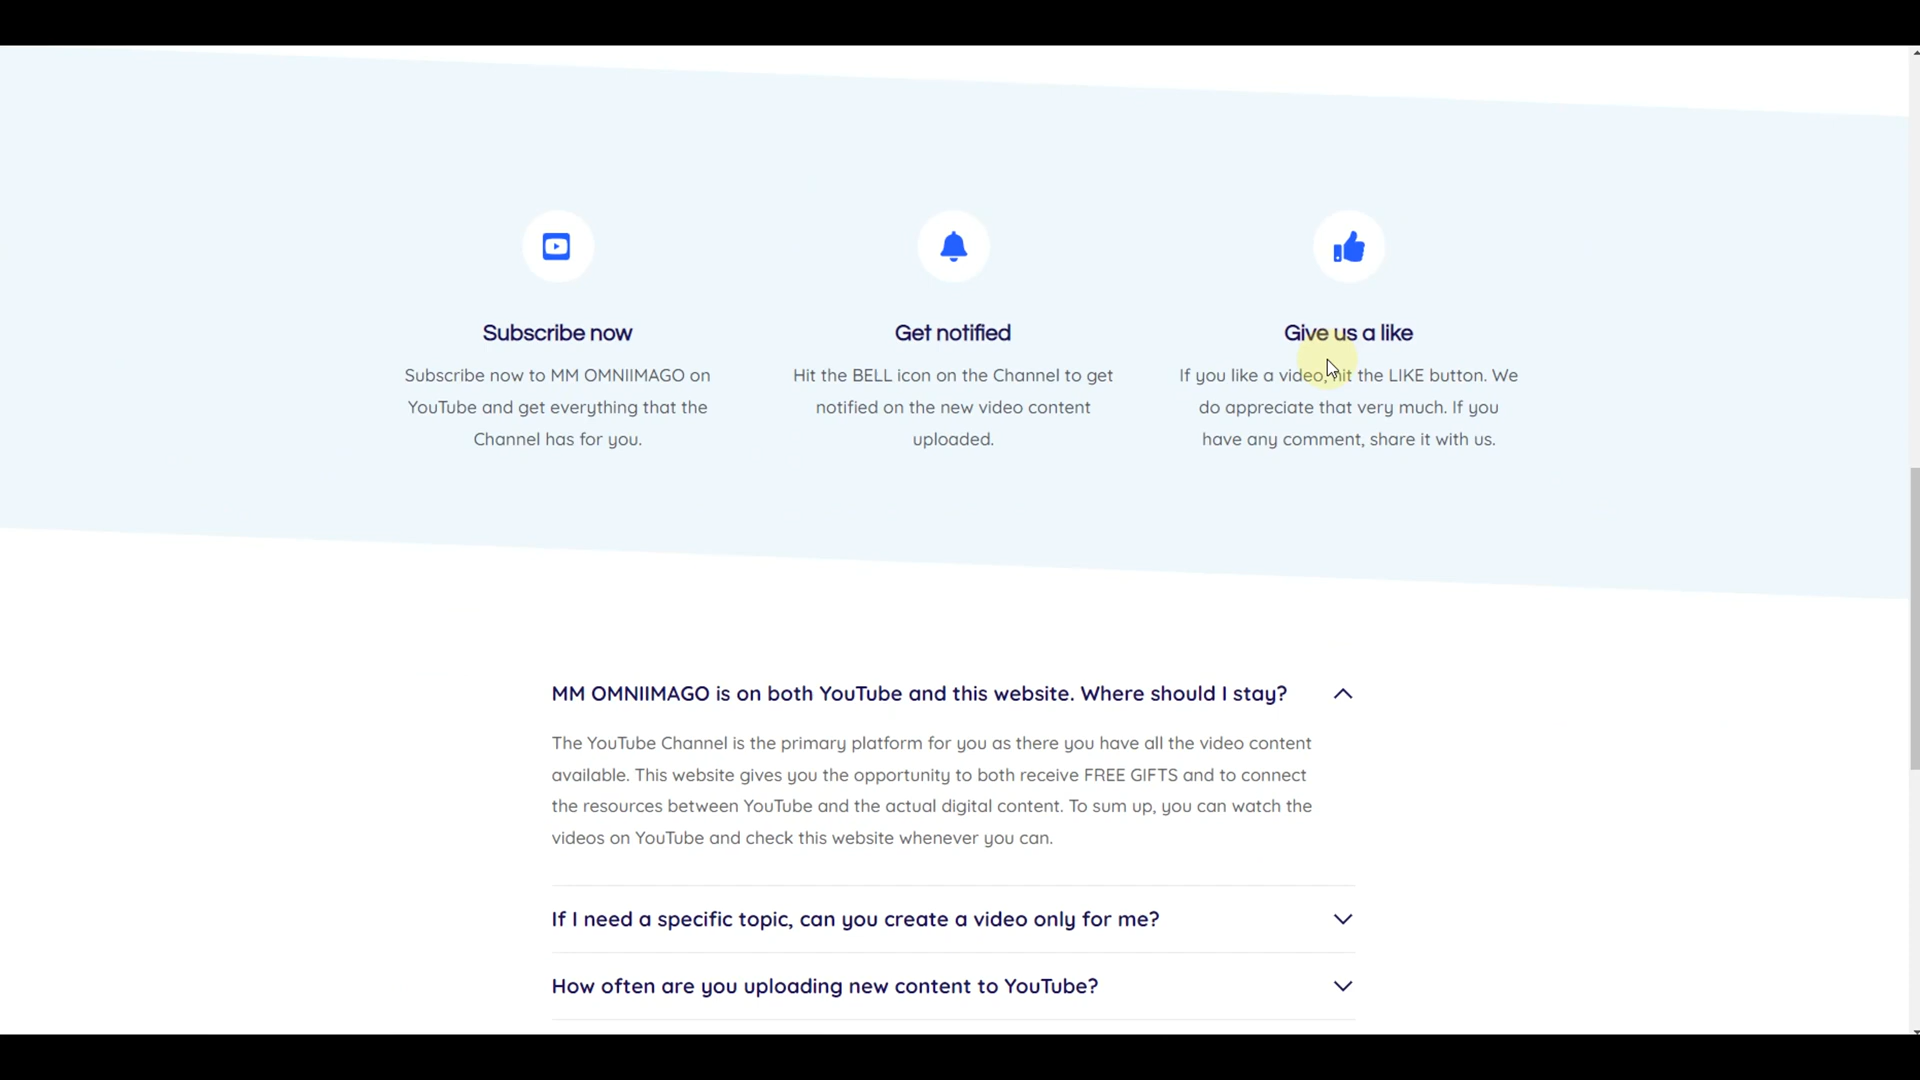 Subscribe now
Subscribe now to MM OMNIIMAGO on
YouTube and get everything that the
Channel has for you.
Get notified
Hit the BELL icon on the Channel to get
notified on the new video content
uploaded.
Give us a like
If you like a video, hit the LIKE button. We
do appreciate that very much. If you
have any comment, share it with us.
MM OMNIIMAGO is on both YouTube and this website. Where should I stay?
The YouTube Channel is the primary platform for you as there you have all the video content
available. This website gives you the opportunity to both receive FREE GIFTS and to connect
the resources between YouTube and the actual digital content. To sum up, you can watch the
videos on YouTube and check this website whenever you can.
If I need a specific topic, can you create a video only for me?
How often are you uploading new content to YouTube?